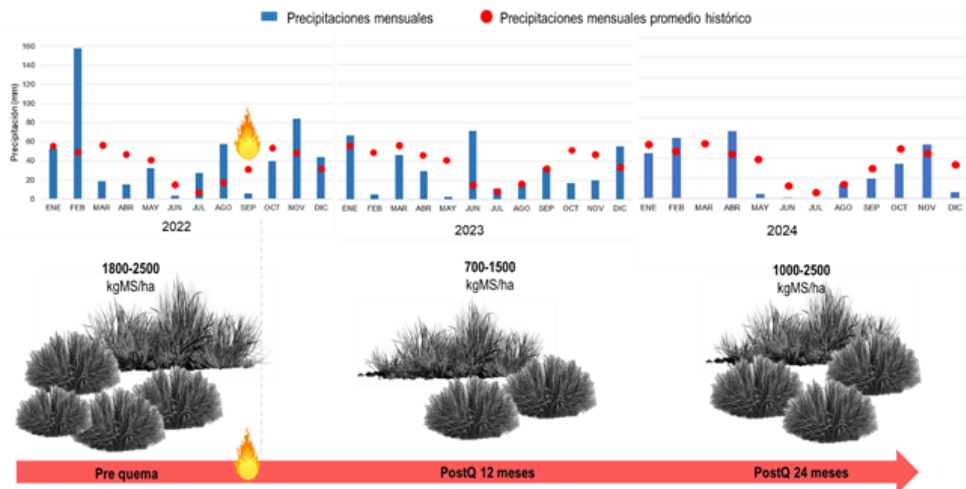 Precipitaciones mensuales
Precipitaciones mensuales promedio histórico
Precipitación (mm)
160
140
120
100
80
60
40
20
0
ENE FEB MAR ABR MAY JUN JUL AGO SEP OCT NOV DIC
ENE FEB MAR ABR MAY JUN JUL AGO SEP OCT NOV DIC
ENE FEB MAR ABR MAY JUN JUL AGO SEP OCT NOV DIC
2022
2023
2024
1800-2500
kgMS/ha
700-1500
kgMS/ha
1000-2500
kgMS/ha
Pre quema
PostQ 12 meses
PostQ 24 meses